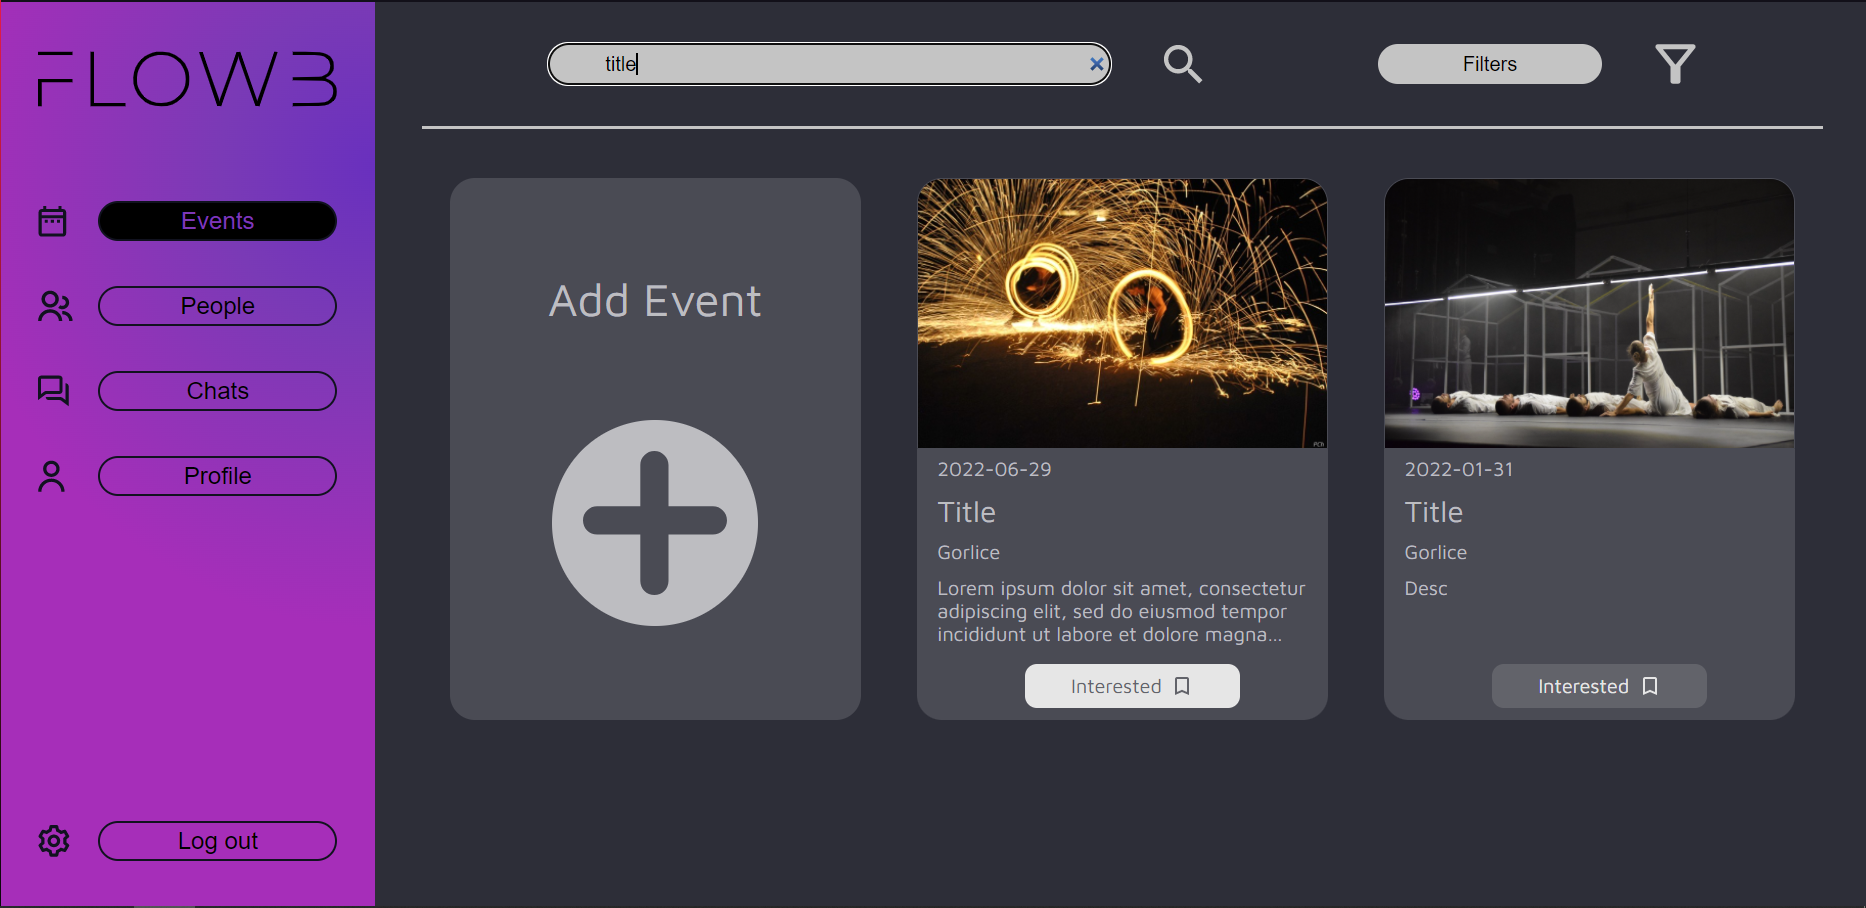 FLOWB
Events
People
Chats
Profile
Log out
title
Filters
Add Event
2022-06-29
Title
Gorlice
Lorem ipsum dolor sit amet, consectetur
adipiscing elit, sed do eiusmod tempor
incididunt ut labore et dolore magna...
Interested
2022-01-31
Title
Gorlice
Desc
Interested